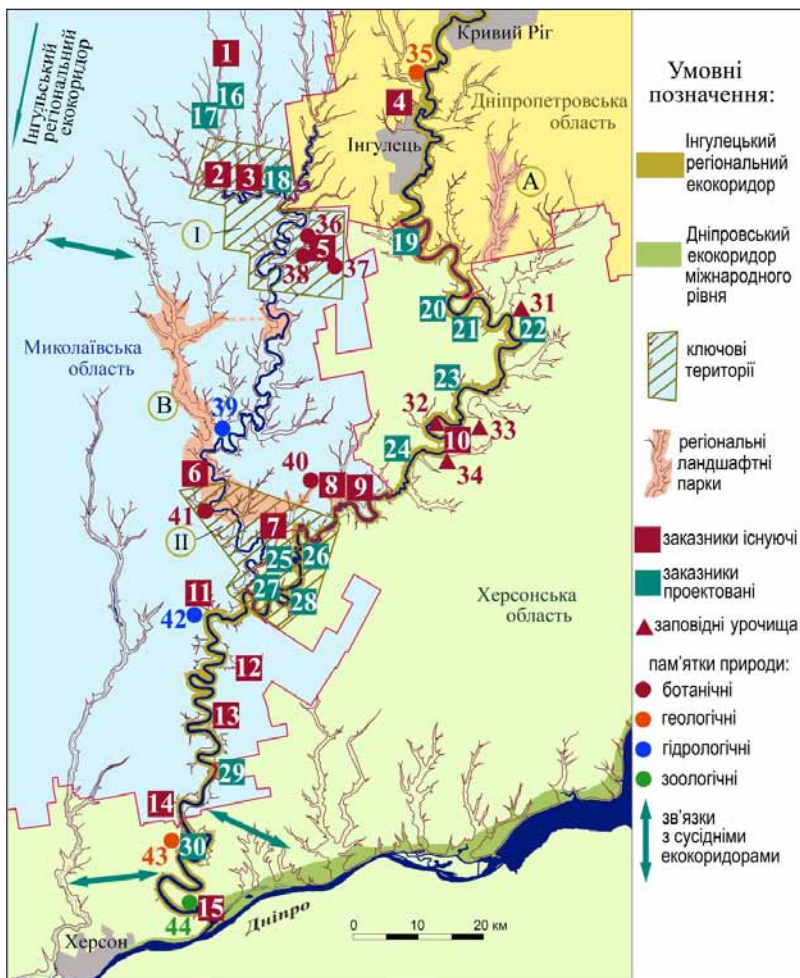 Кривий Ріг
35
1
16
17
4
Інгульський
регіональний
екокоридор
Дніпропетровська
область
Інгулець
2
3
18
А
I
36
5
38
37
19
20
21
31
22
Миколаївська
область
В
39
23
32
10
33
24
34
6
40
8
9
41
II
7
25
26
27
28
11
42
Херсонська
область
12
13
29
14
43
30
44
15
Дніпро
Херсон
0
10
20 км
Умовні
позначення:
Інгулецький
регіональний
екокоридор
Дніпровський
екокоридор
міжнародного
рівня
ключові
території
регіональні
ландшафтні
парки
заказники існуючі
заказники
проектовані
заповідні урочища
пам’ятки природи:
ботанічні
геологічні
гідрологічні
зоологічні
зв’язки
з сусідніми
екокоридорами